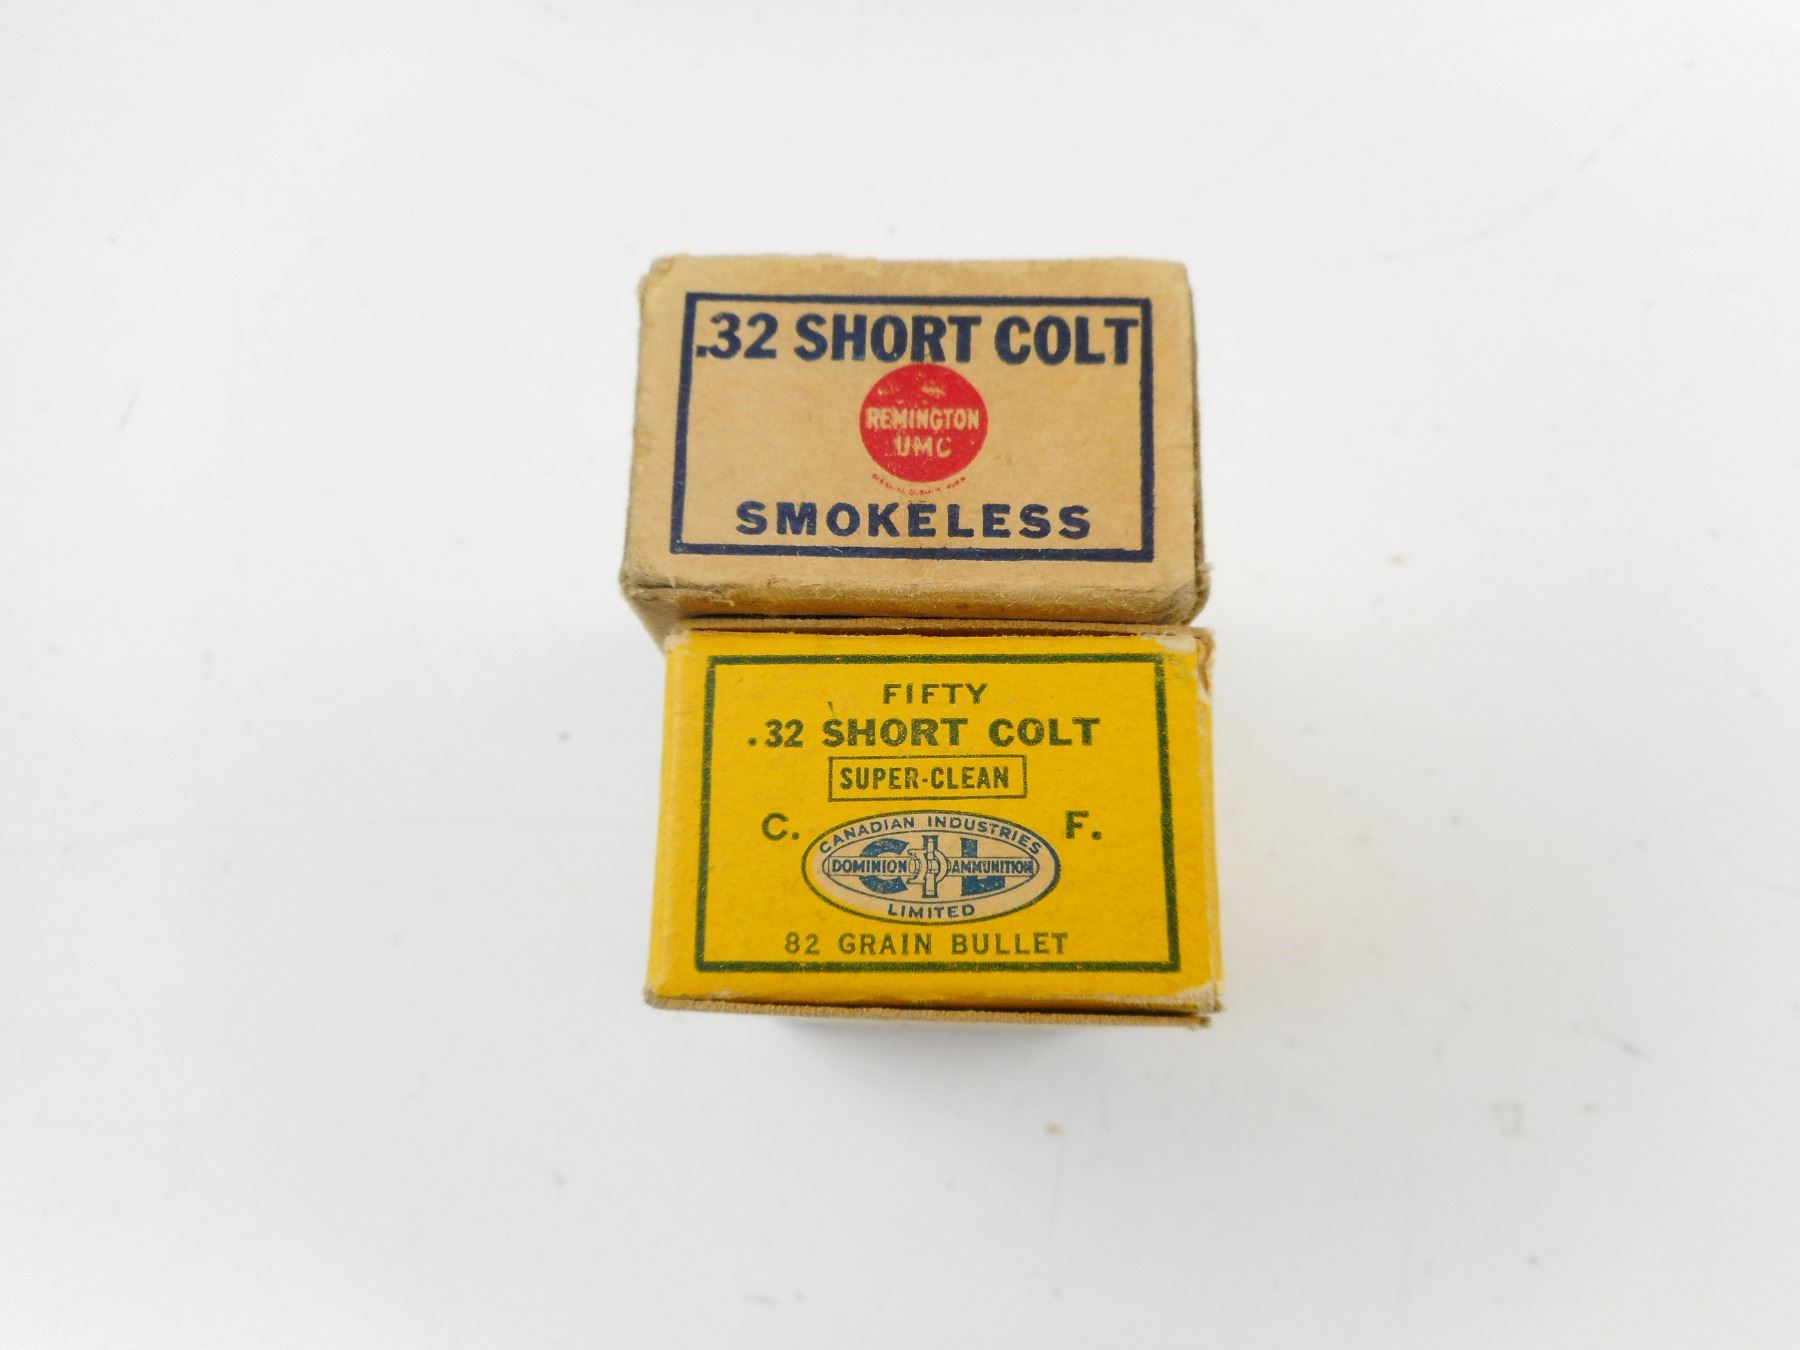 .32 SHORT COLT
REMINGTON
UMC
SMOKELESS
FIFTY
.32 SHORT COLT
SUPER-CLEAN
C. F.
CANADIAN INDUSTRIES
CIL
DOMINION AMMUNITION
LIMITED
82 GRAIN BULLET